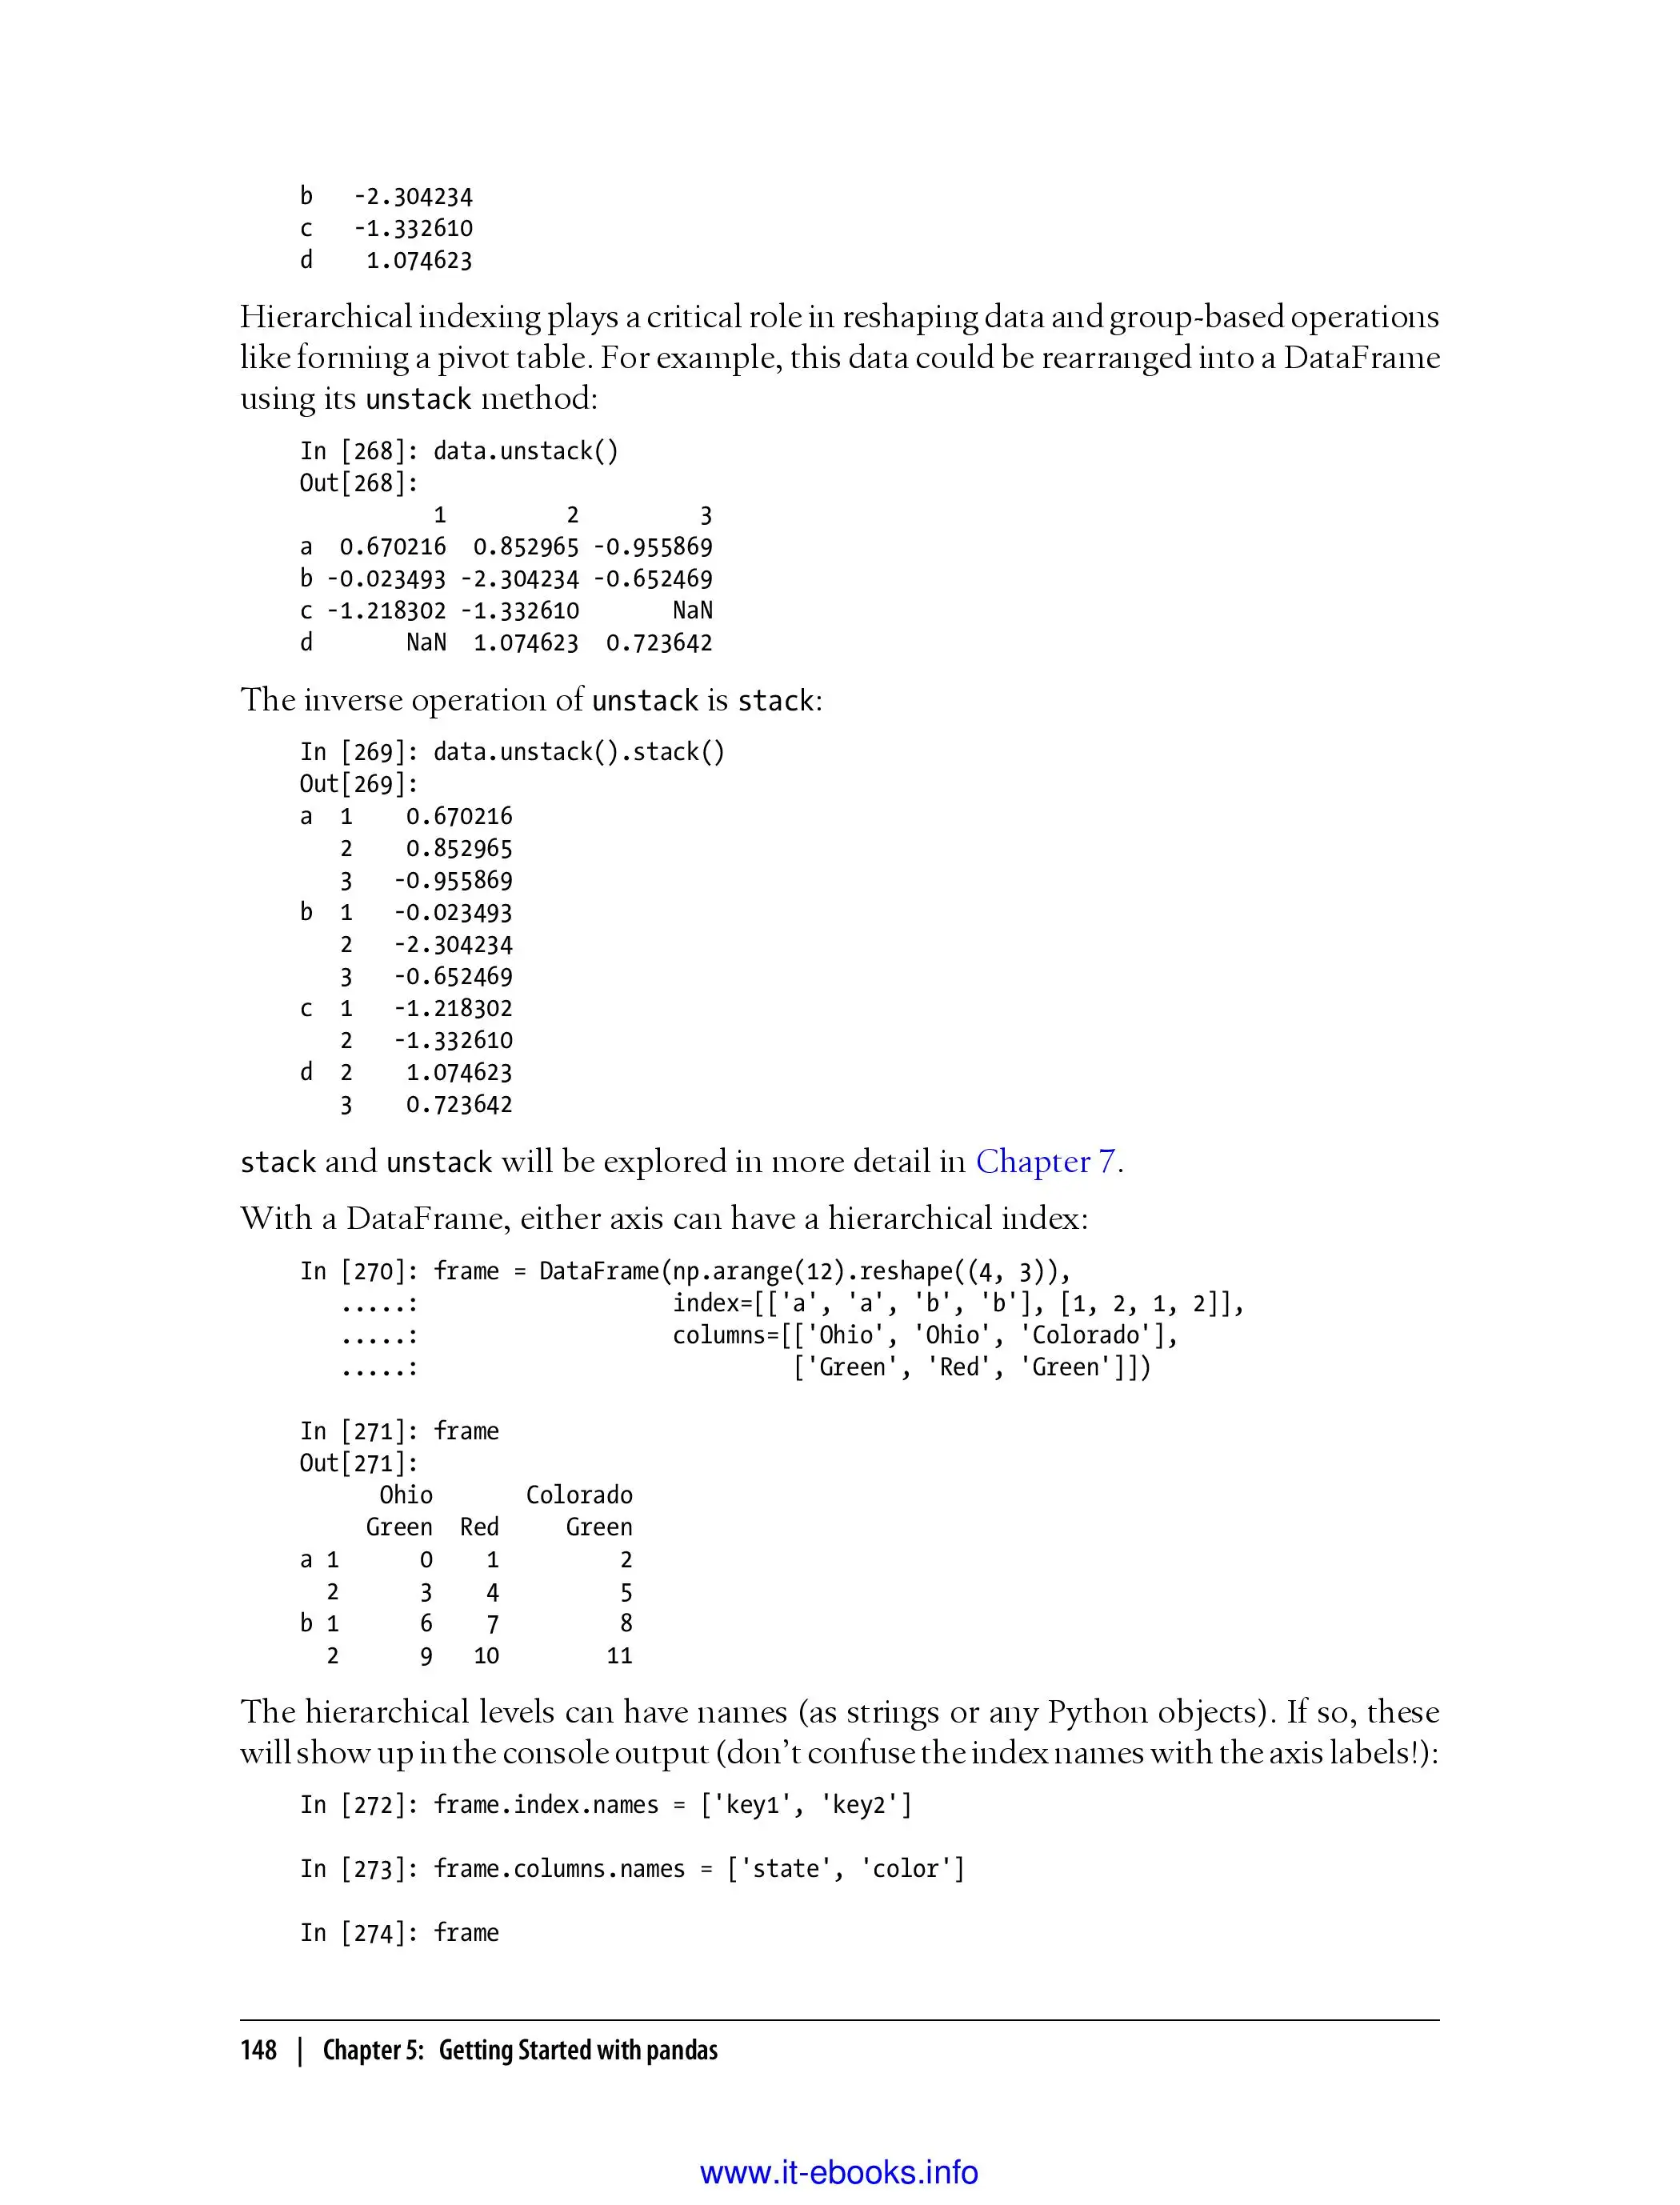 b   -2.304234
c   -1.332610
d    1.074623
Hierarchical indexing plays a critical role in reshaping data and group-based operations
like forming a pivot table. For example, this data could be rearranged into a DataFrame
using its unstack method:
In [268]: data.unstack()
Out[268]:
          1         2         3
a  0.670216  0.852965 -0.955869
b -0.023493 -2.304234 -0.652469
c -1.218302 -1.332610       NaN
d       NaN  1.074623  0.723642
The inverse operation of unstack is stack:
In [269]: data.unstack().stack()
Out[269]:
a  1    0.670216
   2    0.852965
   3   -0.955869
b  1   -0.023493
   2   -2.304234
   3   -0.652469
c  1   -1.218302
   2   -1.332610
d  2    1.074623
   3    0.723642
stack and unstack will be explored in more detail in Chapter 7.
With a DataFrame, either axis can have a hierarchical index:
In [270]: frame = DataFrame(np.arange(12).reshape((4, 3)),
   .....:                   index=[['a', 'a', 'b', 'b'], [1, 2, 1, 2]],
   .....:                   columns=[['Ohio', 'Ohio', 'Colorado'],
   .....:                            ['Green', 'Red', 'Green']])
In [271]: frame
Out[271]:
      Ohio       Colorado
     Green  Red     Green
a 1      0    1         2
  2      3    4         5
b 1      6    7         8
  2      9   10        11
The hierarchical levels can have names (as strings or any Python objects). If so, these
will show up in the console output (don’t confuse the index names with the axis labels!):
In [272]: frame.index.names = ['key1', 'key2']
In [273]: frame.columns.names = ['state', 'color']
In [274]: frame
148 | Chapter 5: Getting Started with pandas
www.it-ebooks.info